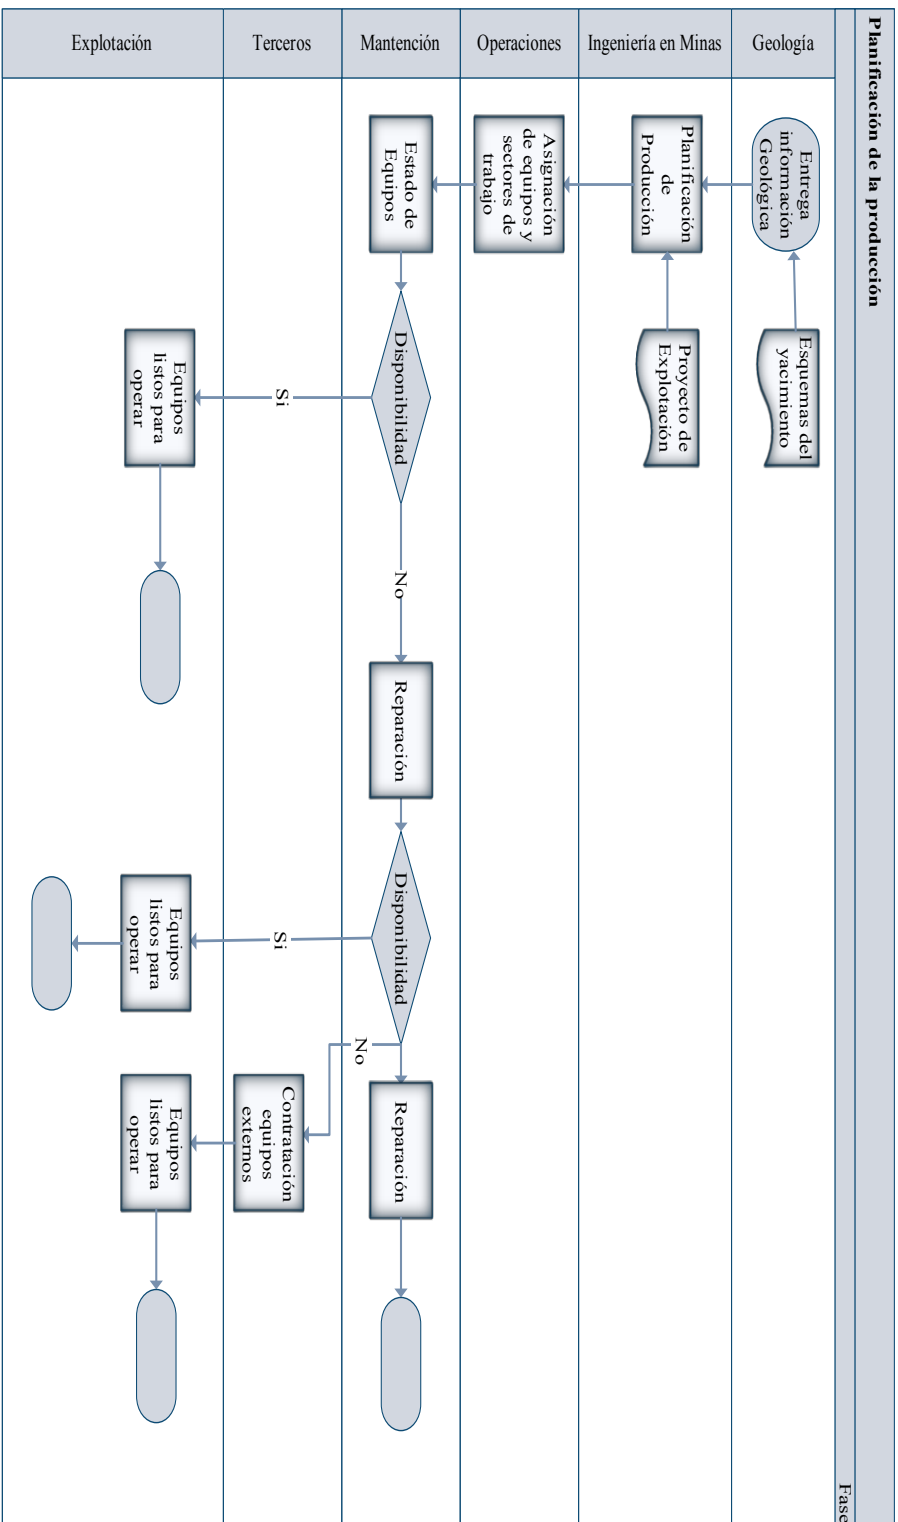 Planificación de la producción
Fase
Geología
Ingeniería en Minas
Operaciones
Mantención
Terceros
Explotación
Entrega
información
Geológica
Esquemas del
yacimiento
Planificación
de
Producción
Proyecto de
Explotación
Asignación
de equipos y
sectores de
trabajo
Estado de
Equipos
Disponibilidad
No
Reparación
Disponibilidad
No
Reparación
Si
Si
Contratación
equipos
externos
Equipos
listos para
operar
Equipos
listos para
operar
Equipos
listos para
operar